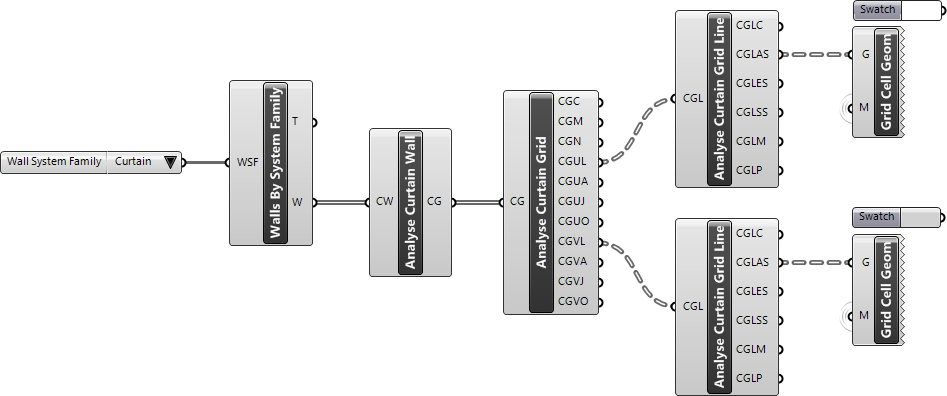 Wall System Family Curtain
WSF
Walls By System Family
T
W
CW
Analyse Curtain Wall
CG
CG
Analyse Curtain Grid
CGC
CGM
CGN
CGUL
CGUA
CGUJ
CGUO
CGVL
CGVA
CGVJ
CGVO
CGL
Analyse Curtain Grid Line
CGLC
CGLAS
CGLES
CGLSS
CGLM
CGLP
Swatch
G
M
Grid Cell Geom
CGL
Analyse Curtain Grid Line
CGLC
CGLAS
CGLES
CGLSS
CGLM
CGLP
Swatch
G
M
Grid Cell Geom